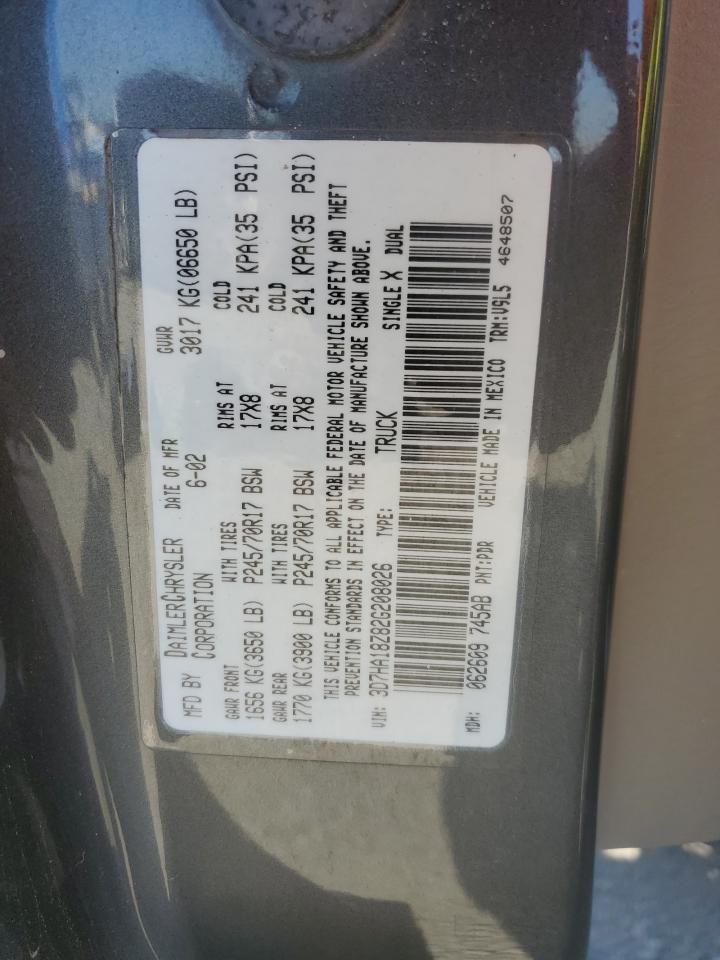 MFD BY DAIMLERCHRYSLER CORPORATION
DATE OF MFR 6-02
GVWR 3017 KG(06650 LB)
GAWR FRONT WITH TIRES RIMS AT COLD
1656 KG(3650 LB) P245/70R17 BSW 17X8 241 KPA(35 PSI)
GAWR REAR WITH TIRES RIMS AT COLD
1770 KG(3900 LB) P245/70R17 BSW 17X8 241 KPA(35 PSI)
THIS VEHICLE CONFORMS TO ALL APPLICABLE FEDERAL MOTOR VEHICLE SAFETY AND THEFT
PREVENTION STANDARDS IN EFFECT ON THE DATE OF MANUFACTURE SHOWN ABOVE.
VIN: 3D7HA18Z82G208026 TYPE: TRUCK SINGLE X DUAL
MDH: 062609 745AB PNT:PDR VEHICLE MADE IN MEXICO TRM:V9L5 4648507